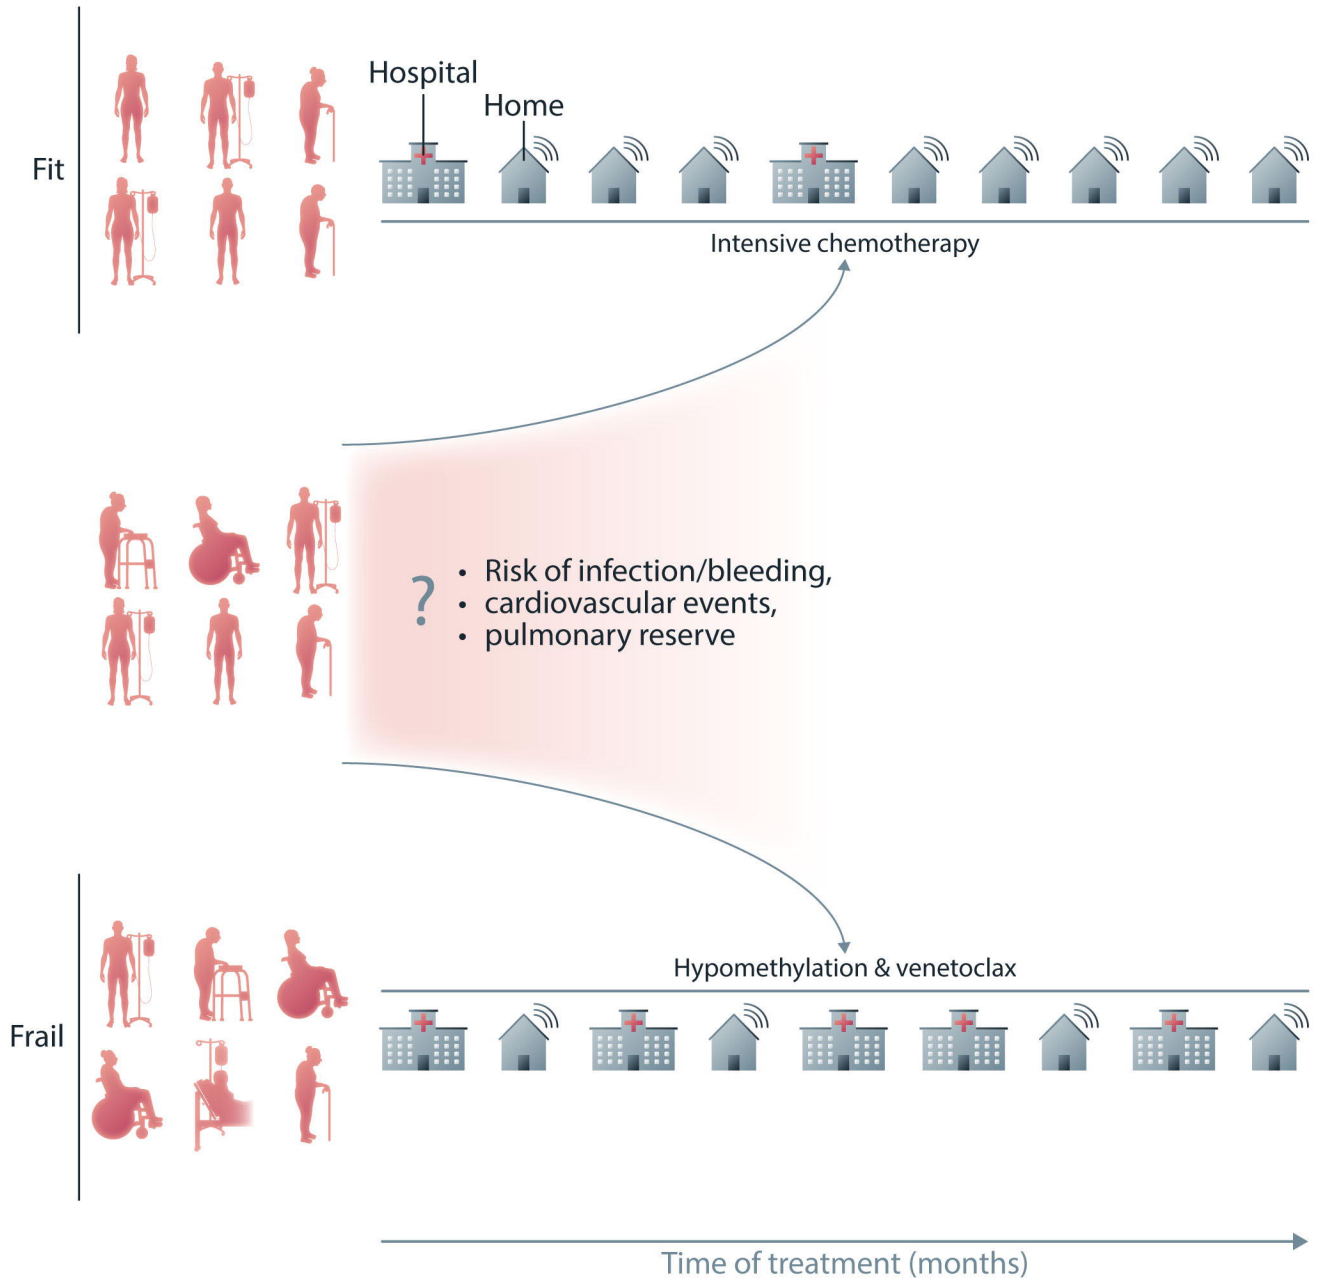 Hospital
Home
Fit
Intensive chemotherapy
?
• Risk of infection/bleeding,
• cardiovascular events,
• pulmonary reserve
Hypomethylation & venetoclax
Frail
Time of treatment (months)